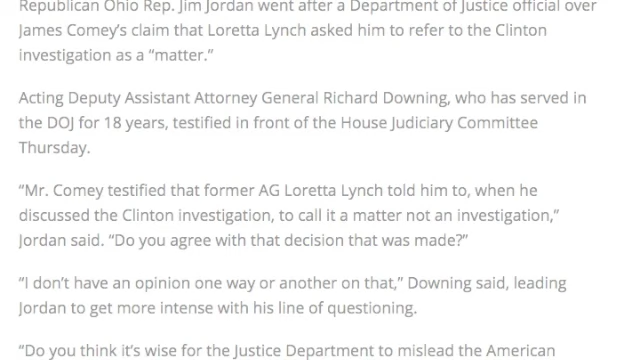 Republican Ohio Rep. Jim Jordan went after a Department of Justice official over
James Comey’s claim that Loretta Lynch asked him to refer to the Clinton
investigation as a “matter.”
Acting Deputy Assistant Attorney General Richard Downing, who has served in
the DOJ for 18 years, testified in front of the House Judiciary Committee
Thursday.
“Mr. Comey testified that former AG Loretta Lynch told him to, when he
discussed the Clinton investigation, to call it a matter not an investigation,”
Jordan said. “Do you agree with that decision that was made?”
“I don’t have an opinion one way or another on that,” Downing said, leading
Jordan to get more intense with his line of questioning.
“Do you think it’s wise for the Justice Department to mislead the American